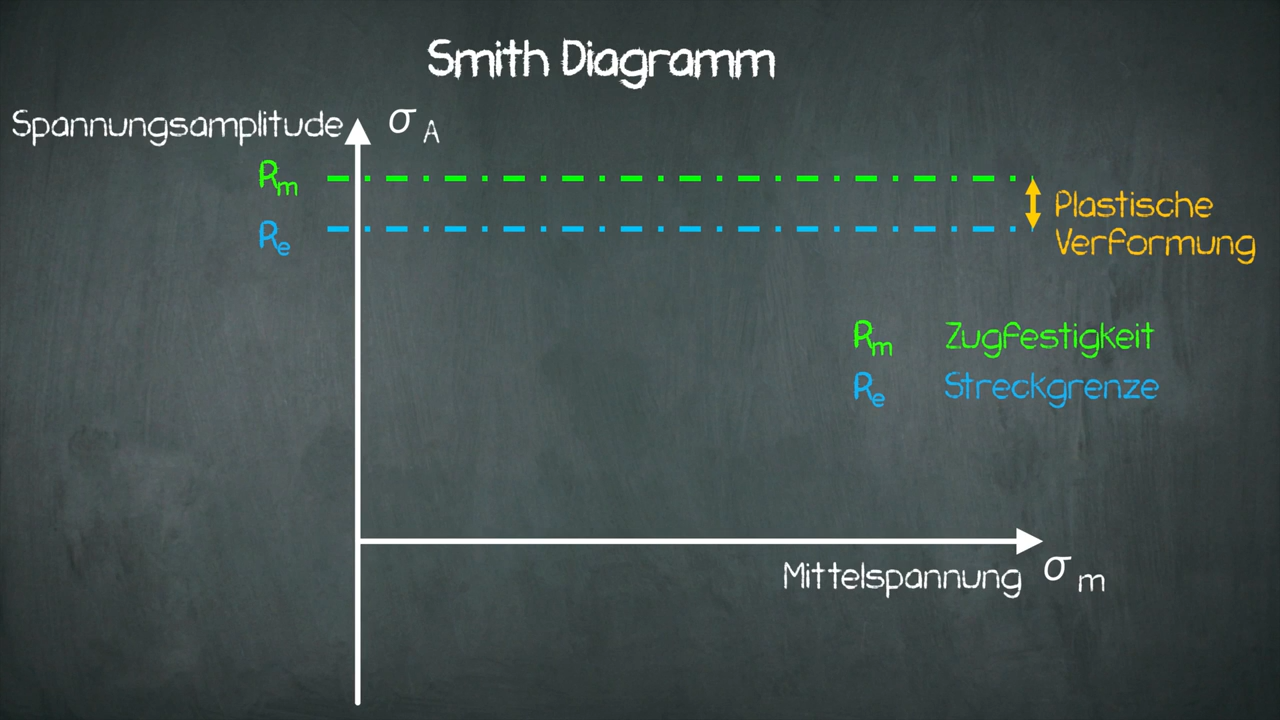 Smith Diagramm
Spannungsamplitude σ A
Rm
Re
Plastische
Verformung
Rm Zugfestigkeit
Re Streckgrenze
Mittelspannung σ m